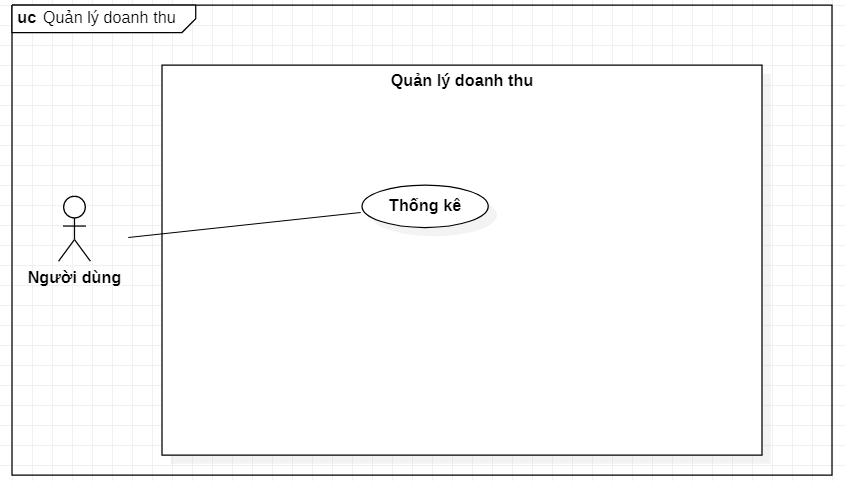 uc Quản lý doanh thu
Quản lý doanh thu
Thống kê
Người dùng